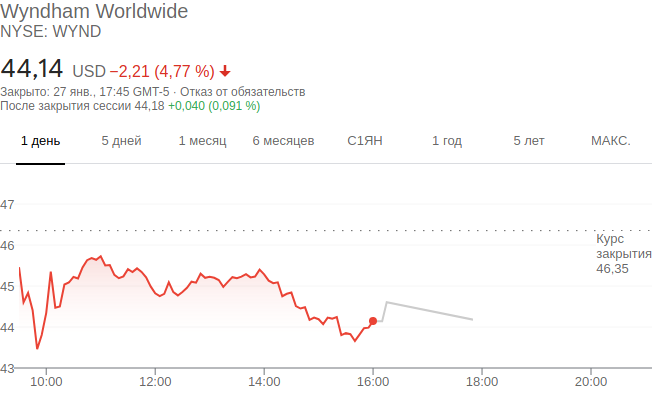 Wyndham Worldwide
NYSE: WYND
44,14 USD −2,21 (4,77 %)
Закрыто: 27 янв., 17:45 GMT-5 · Отказ от обязательств
После закрытия сессии 44,18 +0,040 (0,091 %)
1 день 5 дней 1 месяц 6 месяцев С1ЯН 1 год 5 лет МАКС.
47
46
45
44
43
Курс
закрытия
46,35
10:00 12:00 14:00 16:00 18:00 20:00